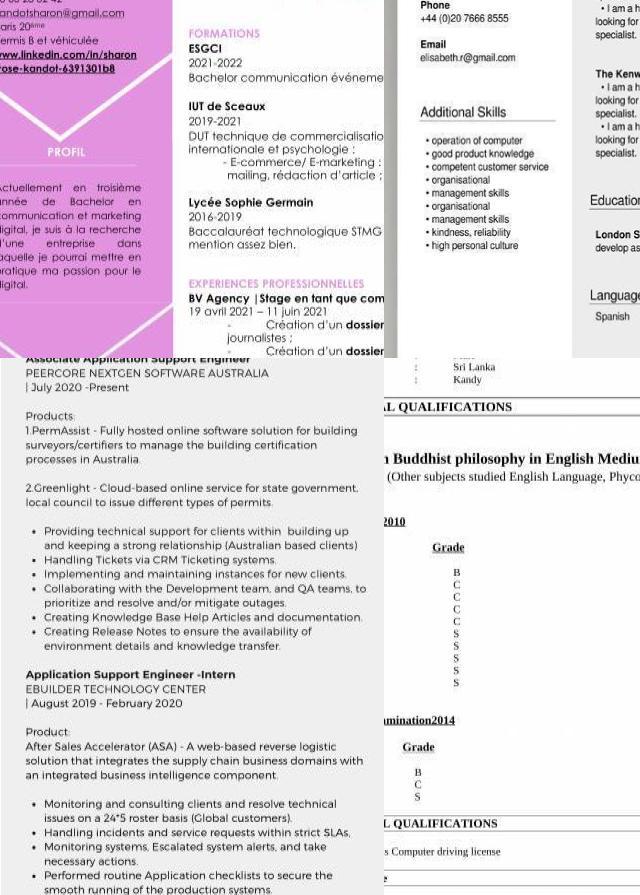 andotsharon@gmail.com
aris 20ème
ermis B et véhiculée
www.linkedin.com/in/sharon
rose-kandot-6391301b8
PROFIL
Actuellement en troisième
année de Bachelor en
communication et marketing
digital, je suis à la recherche
d'une entreprise dans
laquelle je pourrai mettre en
pratique ma passion pour le
digital.
FORMATIONS
ESGCI
2021-2022
Bachelor communication événeme
IUT de Sceaux
2019-2021
DUT technique de commercialisatio
internationale et psychologie :
- E-commerce/ E-marketing :
mailing, rédaction d'article ;
Lycée Sophie Germain
2016-2019
Baccalauréat technologique STMG
mention assez bien.
EXPERIENCES PROFESSIONNELLES
BV Agency |Stage en tant que com
19 avril 2021 – 11 juin 2021
- Création d'un dossier
journalistes ;
- Création d'un dossier
Phone
+44 (0)20 7666 8555
Email
elisabeth.r@gmail.com
Additional Skills
• operation of computer
• good product knowledge
• competent customer service
• organisational
• management skills
• organisational
• management skills
• kindness, reliability
• high personal culture
• I am a h
looking for
specialist.
The Kenw
• I am a h
looking for
specialist.
• I am a h
looking for
specialist.
Education
London S
develop as
Language
Spanish
Associate Application Support Engineer
PEERCORE NEXTGEN SOFTWARE AUSTRALIA
| July 2020 -Present
Products:
1.PermAssist - Fully hosted online software solution for building
surveyors/certifiers to manage the building certification
processes in Australia.
2.Greenlight - Cloud-based online service for state government,
local council to issue different types of permits.
• Providing technical support for clients within building up
and keeping a strong relationship (Australian based clients)
• Handling Tickets via CRM Ticketing systems.
• Implementing and maintaining instances for new clients.
• Collaborating with the Development team, and QA teams, to
prioritize and resolve and/or mitigate outages.
• Creating Knowledge Base Help Articles and documentation.
• Creating Release Notes to ensure the availability of
environment details and knowledge transfer.
Application Support Engineer -Intern
EBUILDER TECHNOLOGY CENTER
| August 2019 - February 2020
Product:
After Sales Accelerator (ASA) - A web-based reverse logistic
solution that integrates the supply chain business domains with
an integrated business intelligence component.
• Monitoring and consulting clients and resolve technical
issues on a 24*5 roster basis (Global customers).
• Handling incidents and service requests within strict SLAs.
• Monitoring systems, Escalated system alerts, and take
necessary actions.
• Performed routine Application checklists to secure the
smooth running of the production systems.
: Sri Lanka
: Kandy
L QUALIFICATIONS
n Buddhist philosophy in English Mediu
(Other subjects studied English Language, Phyco
2010
Grade
B
C
C
C
C
S
S
S
S
S
mination2014
Grade
B
C
S
L QUALIFICATIONS
s Computer driving license
e